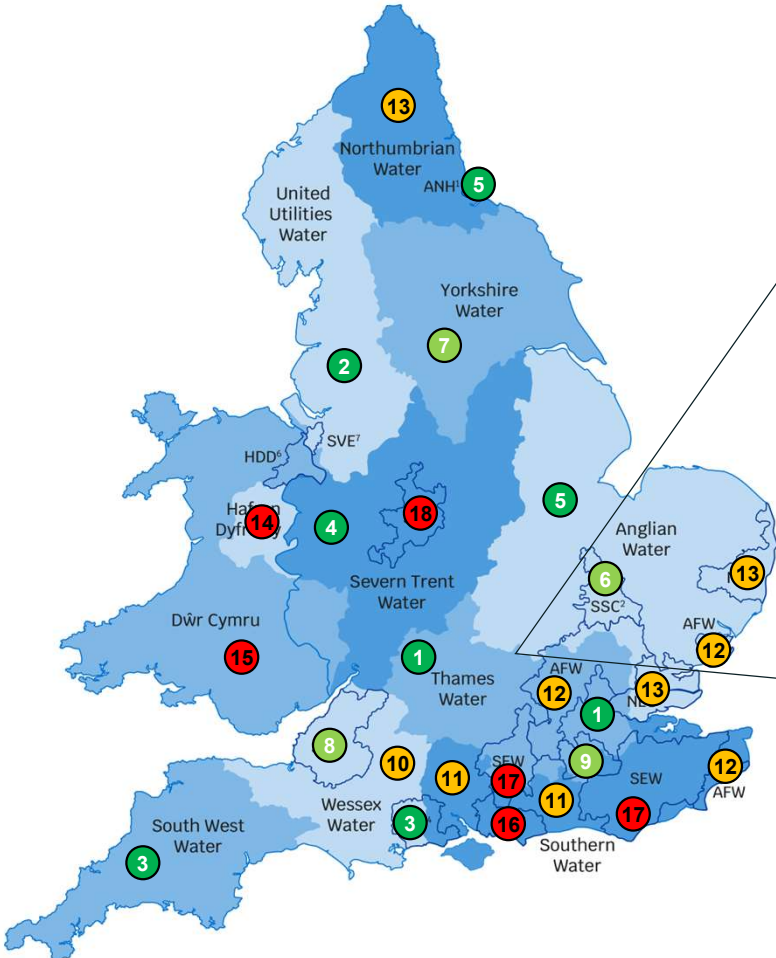 13
Northumbrian
Water
ANH¹
5
United
Utilities
Water
Yorkshire
Water
7
2
SVE⁷
HDD⁶
14
4
18
5
Anglian
Water
6
SSC²
13
Severn Trent
Water
Dŵr Cymru
15
1
Thames
Water
AFW
12
AFW
12
13
1
8
10
11
SEW
17
9
SEW
12
AFW
11
Wessex
Water
3
16
17
Southern
Water
South West
Water
3